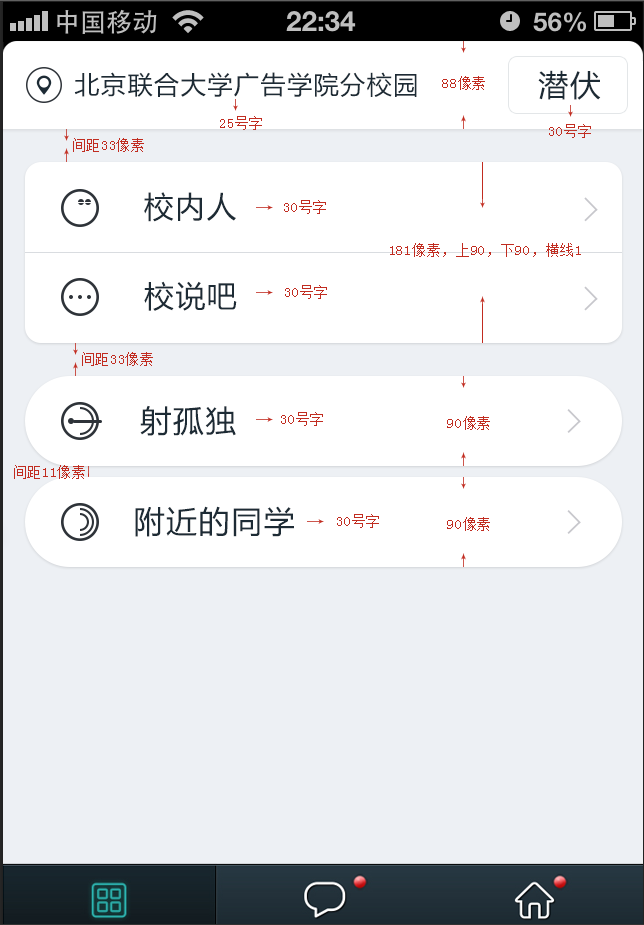 中国移动 22:34 56%
北京联合大学广告学院分校园 88像素 潜伏
25号字 30号字
间距33像素
校内人 30号字
181像素，上90，下90，横线1
校说吧 30号字
间距33像素
射孤独 30号字 90像素
间距11像素
附近的同学 30号字 90像素